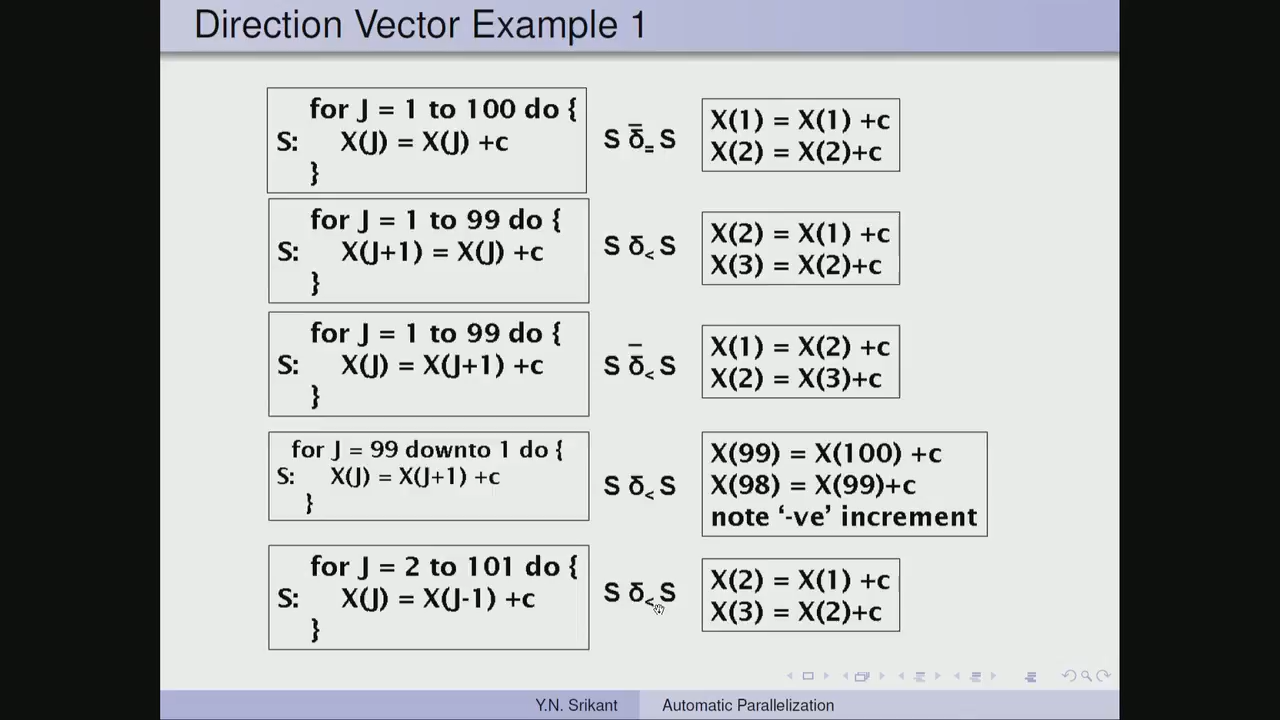 Direction Vector Example 1
for J = 1 to 100 do {
S: X(J) = X(J) +c
}
S δ̅= S
X(1) = X(1) +c
X(2) = X(2)+c
for J = 1 to 99 do {
S: X(J+1) = X(J) +c
}
S δ< S
X(2) = X(1) +c
X(3) = X(2)+c
for J = 1 to 99 do {
S: X(J) = X(J+1) +c
}
S δ̅< S
X(1) = X(2) +c
X(2) = X(3)+c
for J = 99 downto 1 do {
S: X(J) = X(J+1) +c
}
S δ< S
X(99) = X(100) +c
X(98) = X(99)+c
note ‘-ve’ increment
for J = 2 to 101 do {
S: X(J) = X(J-1) +c
}
S δ< S
X(2) = X(1) +c
X(3) = X(2)+c
Y.N. Srikant Automatic Parallelization